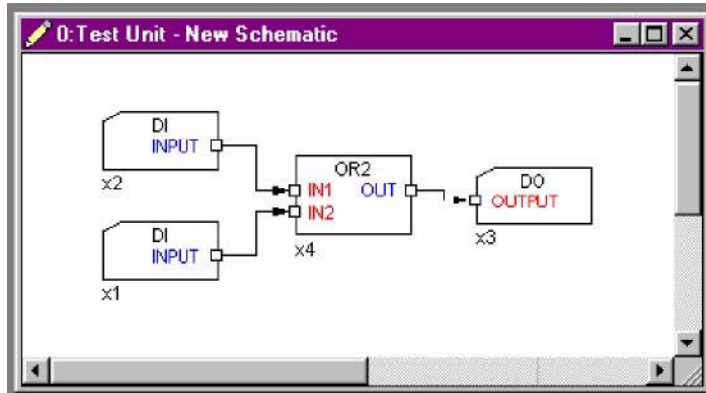 0:Test Unit - New Schematic
DI
INPUT
x2
OR2
IN1 OUT
IN2
x4
DO
OUTPUT
x3
DI
INPUT
x1